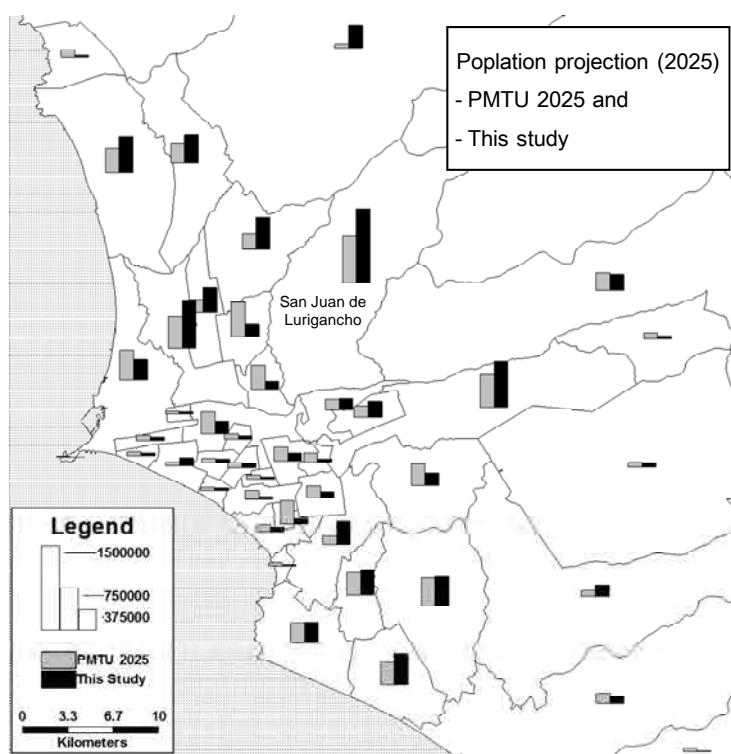 Poplation projection (2025)
- PMTU 2025 and
- This study
San Juan de
Lurigancho
Legend
1500000
750000
375000
PMTU 2025
This Study
0 3.3 6.7 10
Kilometers